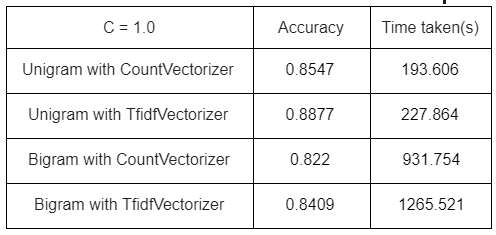 C = 1.0 Accuracy Time taken(s)
Unigram with CountVectorizer 0.8547 193.606
Unigram with TfidfVectorizer 0.8877 227.864
Bigram with CountVectorizer 0.822 931.754
Bigram with TfidfVectorizer 0.8409 1265.521